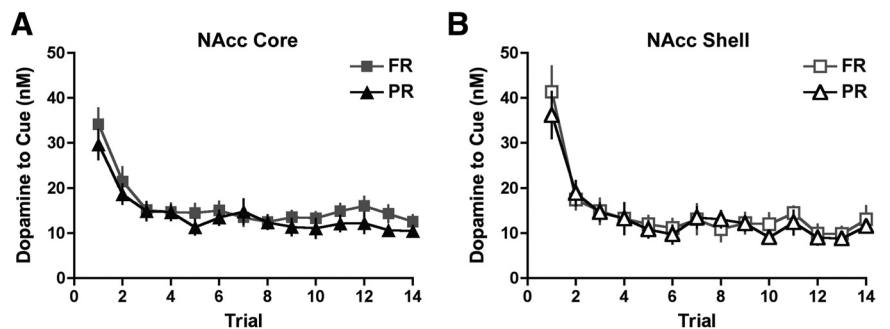 A
NAcc Core
Dopamine to Cue (nM)
50
40
30
20
10
0
FR
PR
0 2 4 6 8 10 12 14
Trial
B
NAcc Shell
Dopamine to Cue (nM)
50
40
30
20
10
0
FR
PR
0 2 4 6 8 10 12 14
Trial